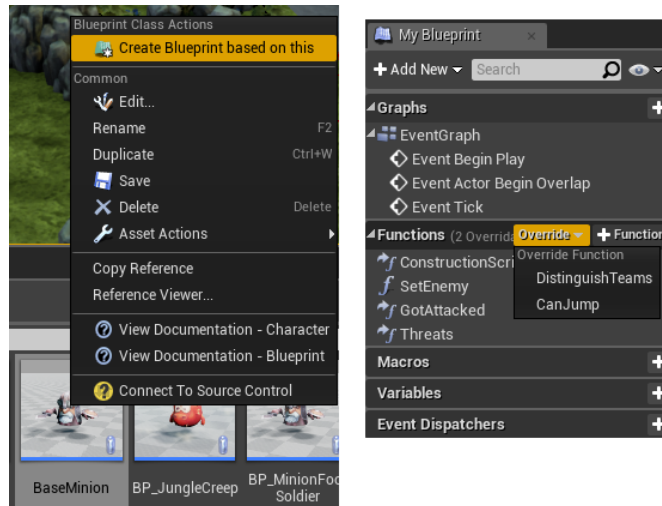 Blueprint Class Actions
Create Blueprint based on this
Common
Edit...
Rename F2
Duplicate Ctrl+W
Save
Delete Delete
Asset Actions
Copy Reference
Reference Viewer...
View Documentation - Character
View Documentation - Blueprint
Connect To Source Control
BaseMinion
BP_JungleCreep
BP_MinionFoo
Soldier
My Blueprint
Add New Search
Graphs
EventGraph
Event Begin Play
Event Actor Begin Overlap
Event Tick
Functions (2 Overrida Override Function
ConstructionScri Override Function
SetEnemy DistinguishTeams
GotAttacked CanJump
Threats
Macros
Variables
Event Dispatchers